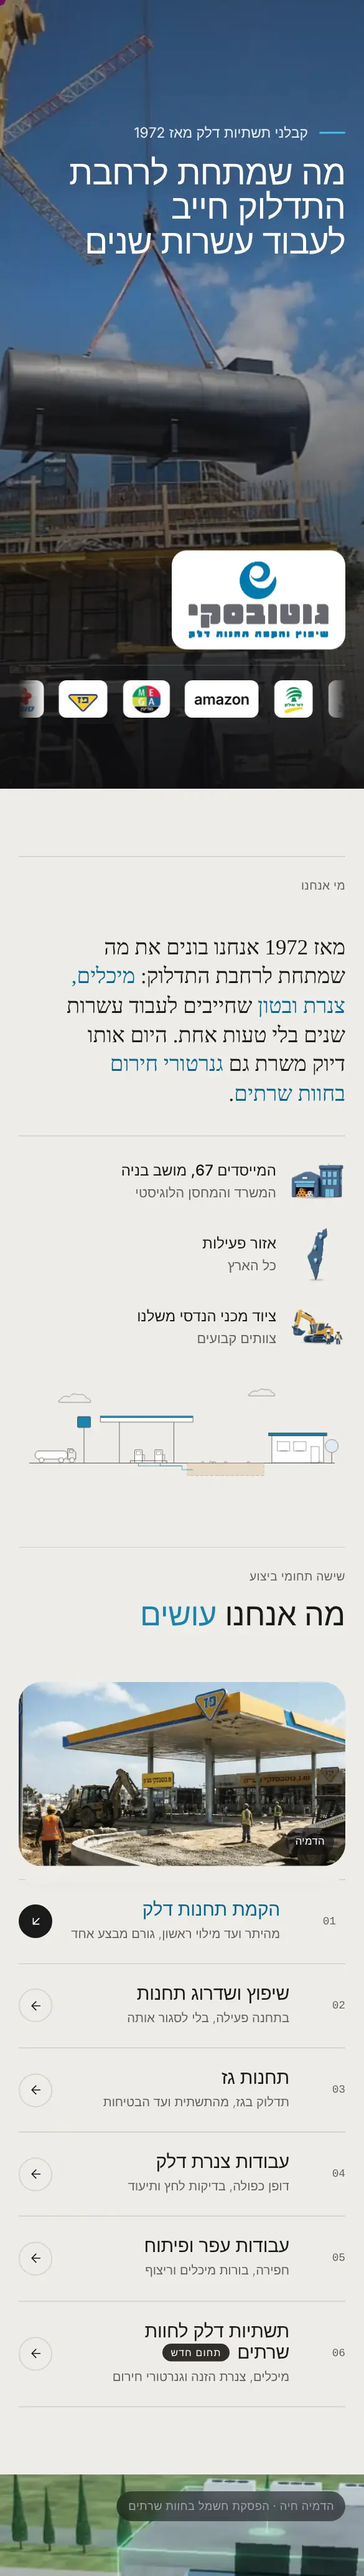 קבלני תשתיות דלק מאז 1972
מה שמתחת לרחבת
התדלוק חייב
לעבוד עשרות שנים
גוטובסקי
שיפוץ והקמת תחנות דלק
פז
MEGA
amazon
דור אלון
מי אנחנו
מאז 1972 אנחנו בונים את מה
שמתחת לרחבת התדלוק: מיכלים,
צנרת ובטון שחייבים לעבוד עשרות
שנים בלי טעות אחת. היום אותו
דיוק משרת גם גנרטורי חירום
בחוות שרתים.
המייסדים 67, מושב בניה
המשרד והמחסן הלוגיסטי
אזור פעילות
כל הארץ
ציוד מכני הנדסי משלנו
צוותים קבועים
שישה תחומי ביצוע
מה אנחנו עושים
פז
הדמיה
01
הקמת תחנות דלק
מהיתר ועד מילוי ראשון, גורם מבצע אחד
02
שיפוץ ושדרוג תחנות
בתחנה פעילה, בלי לסגור אותה
03
תחנות גז
תדלוק בגז, מהתשתית ועד הבטיחות
04
עבודות צנרת דלק
דופן כפולה, בדיקות לחץ ותיעוד
05
עבודות עפר ופיתוח
חפירה, בורות מיכלים וריצוף
06
תשתיות דלק לחוות
שרתים תחום חדש
מיכלים, צנרת הזנה וגנרטורי חירום
הדמיה חיה · הפסקת חשמל בחוות שרתים